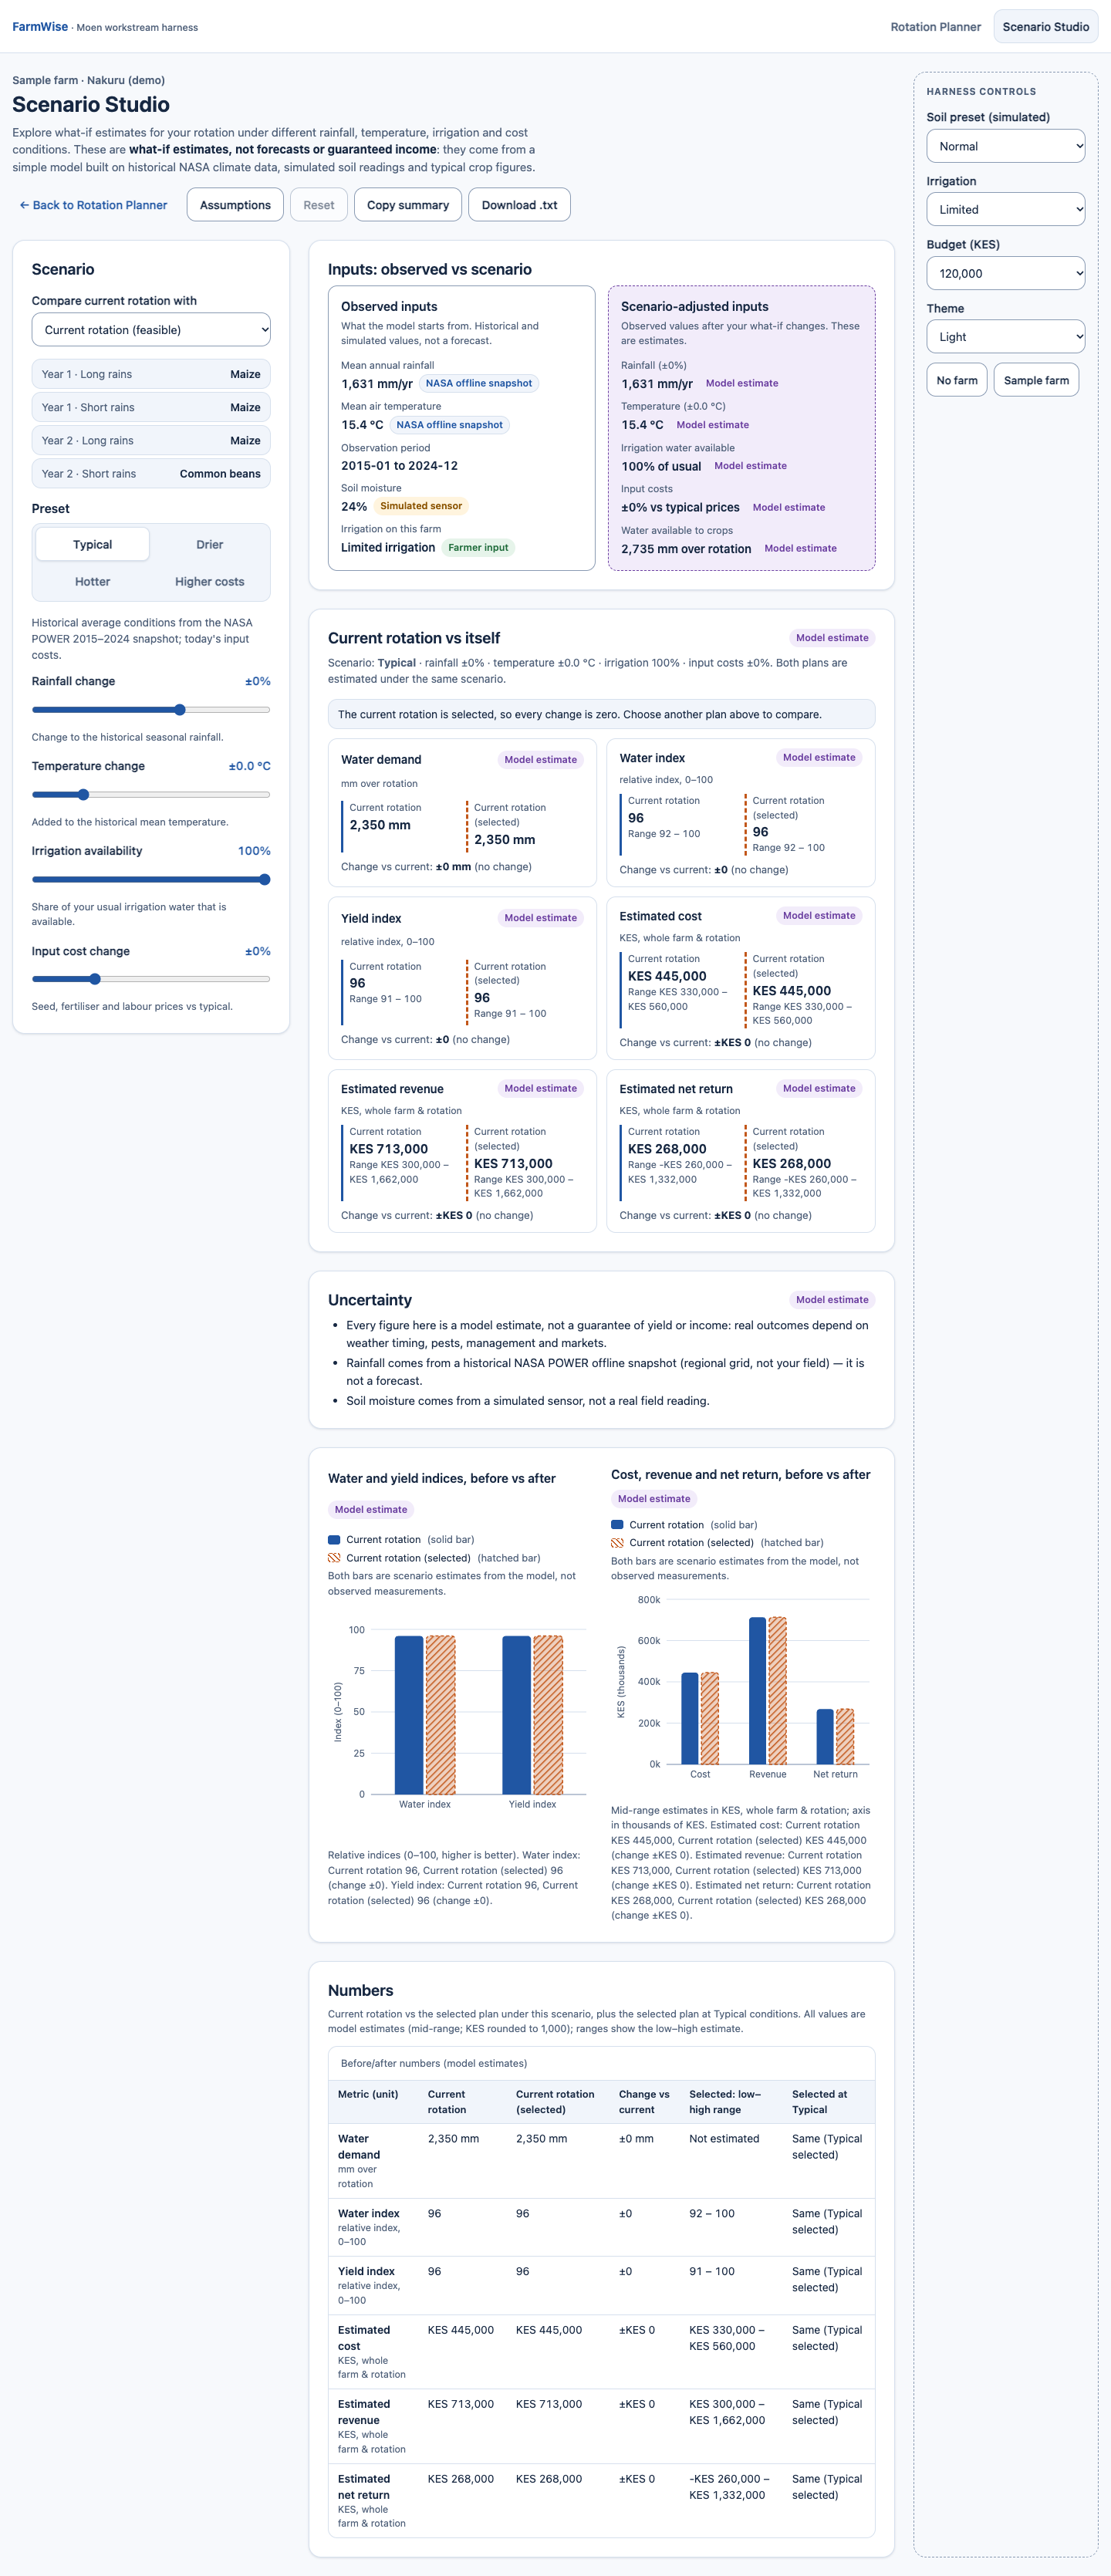 FarmWise · Moen workstream harness
Rotation Planner
Scenario Studio
Sample farm · Nakuru (demo)
Scenario Studio
Explore what-if estimates for your rotation under different rainfall, temperature, irrigation and cost
conditions. These are what-if estimates, not forecasts or guaranteed income: they come from a
simple model built on historical NASA climate data, simulated soil readings and typical crop figures.
← Back to Rotation Planner
Assumptions
Reset
Copy summary
Download .txt
Scenario
Compare current rotation with
Current rotation (feasible)
Year 1 · Long rains Maize
Year 1 · Short rains Maize
Year 2 · Long rains Maize
Year 2 · Short rains Common beans
Preset
Typical
Drier
Hotter
Higher costs
Historical average conditions from the NASA
POWER 2015–2024 snapshot; today's input
costs.
Rainfall change ±0%
Change to the historical seasonal rainfall.
Temperature change ±0.0 °C
Added to the historical mean temperature.
Irrigation availability 100%
Share of your usual irrigation water that is
available.
Input cost change ±0%
Seed, fertiliser and labour prices vs typical.
Inputs: observed vs scenario
Observed inputs
What the model starts from. Historical and
simulated values, not a forecast.
Mean annual rainfall
1,631 mm/yr NASA offline snapshot
Mean air temperature
15.4 °C NASA offline snapshot
Observation period
2015-01 to 2024-12
Soil moisture
24% Simulated sensor
Irrigation on this farm
Limited irrigation Farmer input
Scenario-adjusted inputs
Observed values after your what-if changes. These
are estimates.
Rainfall (±0%)
1,631 mm/yr Model estimate
Temperature (±0.0 °C)
15.4 °C Model estimate
Irrigation water available
100% of usual Model estimate
Input costs
±0% vs typical prices Model estimate
Water available to crops
2,735 mm over rotation Model estimate
Current rotation vs itself
Model estimate
Scenario: Typical · rainfall ±0% · temperature ±0.0 °C · irrigation 100% · input costs ±0%. Both plans are
estimated under the same scenario.
The current rotation is selected, so every change is zero. Choose another plan above to compare.
Water demand
Model estimate
mm over rotation
Current rotation
2,350 mm
Current rotation
(selected)
2,350 mm
Change vs current: ±0 mm (no change)
Water index
Model estimate
relative index, 0–100
Current rotation
96
Range 92 – 100
Current rotation
(selected)
96
Range 92 – 100
Change vs current: ±0 (no change)
Yield index
Model estimate
relative index, 0–100
Current rotation
96
Range 91 – 100
Current rotation
(selected)
96
Range 91 – 100
Change vs current: ±0 (no change)
Estimated cost
Model estimate
KES, whole farm & rotation
Current rotation
KES 445,000
Range KES 330,000 –
KES 560,000
Current rotation
(selected)
KES 445,000
Range KES 330,000 –
KES 560,000
Change vs current: ±KES 0 (no change)
Estimated revenue
Model estimate
KES, whole farm & rotation
Current rotation
KES 713,000
Range KES 300,000 –
KES 1,662,000
Current rotation
(selected)
KES 713,000
Range KES 300,000 –
KES 1,662,000
Change vs current: ±KES 0 (no change)
Estimated net return
Model estimate
KES, whole farm & rotation
Current rotation
KES 268,000
Range -KES 260,000 –
KES 1,332,000
Current rotation
(selected)
KES 268,000
Range -KES 260,000 –
KES 1,332,000
Change vs current: ±KES 0 (no change)
Uncertainty
Model estimate
• Every figure here is a model estimate, not a guarantee of yield or income: real outcomes depend on
weather timing, pests, management and markets.
• Rainfall comes from a historical NASA POWER offline snapshot (regional grid, not your field) — it is
not a forecast.
• Soil moisture comes from a simulated sensor, not a real field reading.
Water and yield indices, before vs after
Model estimate
Current rotation (solid bar)
Current rotation (selected) (hatched bar)
Both bars are scenario estimates from the model, not
observed measurements.
Index (0–100)
100
75
50
25
0
Water index
Yield index
Relative indices (0–100, higher is better). Water index:
Current rotation 96, Current rotation (selected) 96
(change ±0). Yield index: Current rotation 96, Current
rotation (selected) 96 (change ±0).
Cost, revenue and net return, before vs after
Model estimate
Current rotation (solid bar)
Current rotation (selected) (hatched bar)
Both bars are scenario estimates from the model, not
observed measurements.
KES (thousands)
800k
600k
400k
200k
0k
Cost
Revenue
Net return
Mid-range estimates in KES, whole farm & rotation; axis
in thousands of KES. Estimated cost: Current rotation
KES 445,000, Current rotation (selected) KES 445,000
(change ±KES 0). Estimated revenue: Current rotation
KES 713,000, Current rotation (selected) KES 713,000
(change ±KES 0). Estimated net return: Current rotation
KES 268,000, Current rotation (selected) KES 268,000
(change ±KES 0).
Numbers
Current rotation vs the selected plan under this scenario, plus the selected plan at Typical conditions. All values are
model estimates (mid-range; KES rounded to 1,000); ranges show the low–high estimate.
Before/after numbers (model estimates)
Metric (unit)
Current
rotation
Current rotation
(selected)
Change vs
current
Selected: low–
high range
Selected at
Typical
Water
demand
mm over
rotation
2,350 mm
2,350 mm
±0 mm
Not estimated
Same (Typical
selected)
Water index
relative index,
0–100
96
96
±0
92 – 100
Same (Typical
selected)
Yield index
relative index,
0–100
96
96
±0
91 – 100
Same (Typical
selected)
Estimated
cost
KES, whole
farm & rotation
KES 445,000
KES 445,000
±KES 0
KES 330,000 –
KES 560,000
Same (Typical
selected)
Estimated
revenue
KES, whole
farm & rotation
KES 713,000
KES 713,000
±KES 0
KES 300,000 –
KES 1,662,000
Same (Typical
selected)
Estimated
net return
KES, whole
farm & rotation
KES 268,000
KES 268,000
±KES 0
-KES 260,000 –
KES 1,332,000
Same (Typical
selected)
HARNESS CONTROLS
Soil preset (simulated)
Normal
Irrigation
Limited
Budget (KES)
120,000
Theme
Light
No farm
Sample farm